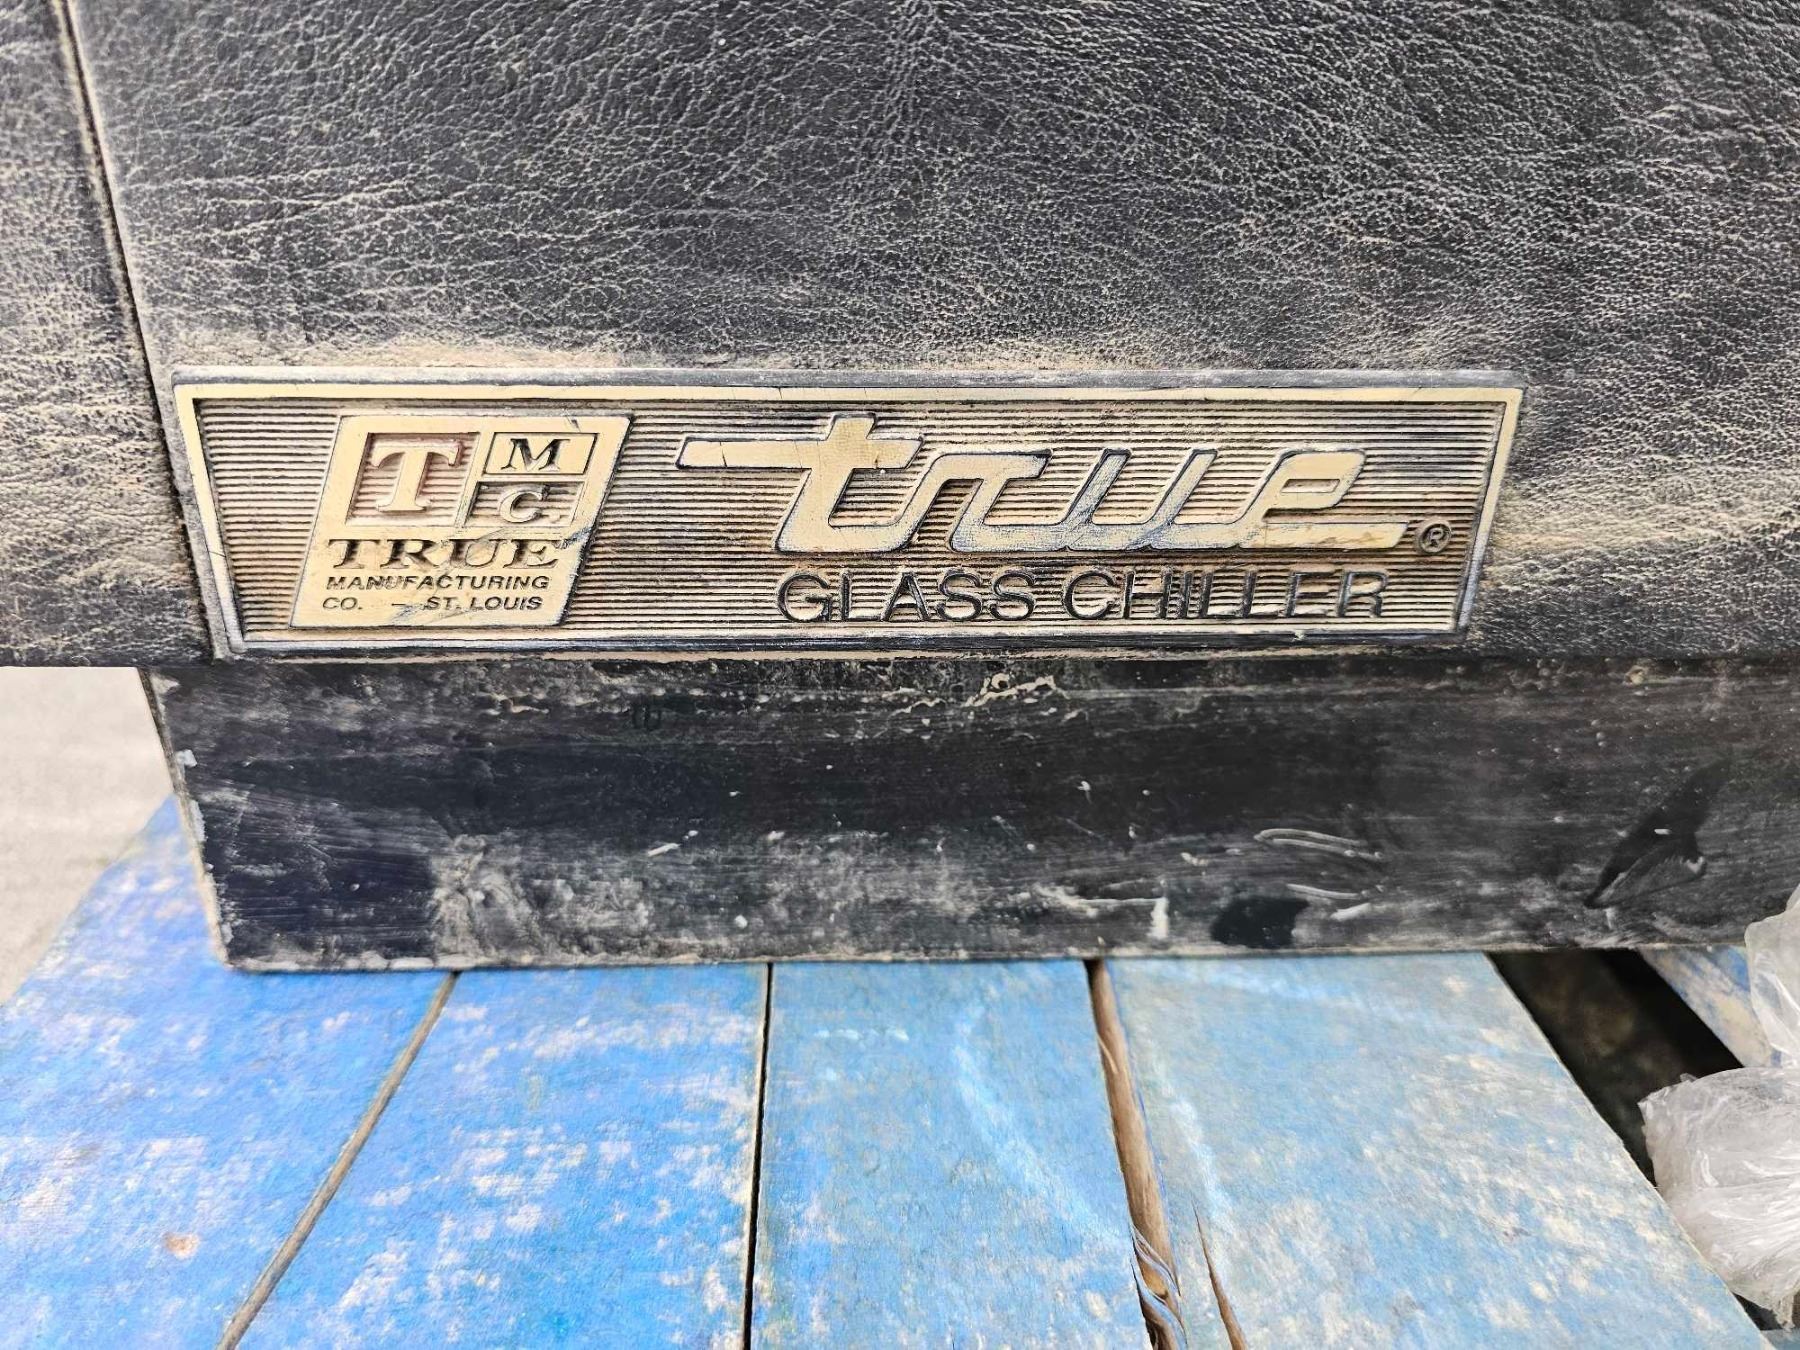 T M
C.
TRUE
MANUFACTURING
CO. — ST. LOUIS
true ®
GLASS CHILLER